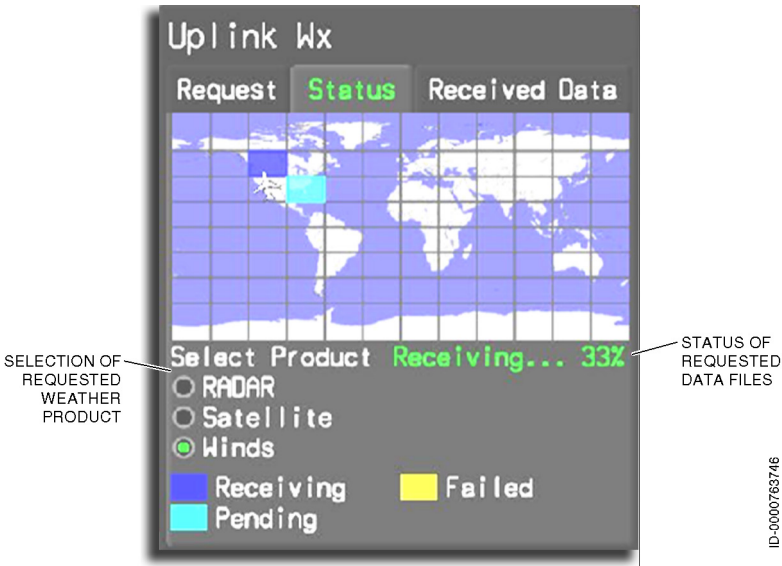 Uplink Wx
Request Status Received Data
Select Product Receiving... 33%
RADAR
Satellite
Winds
Receiving Failed
Pending
SELECTION OF
REQUESTED
WEATHER
PRODUCT
STATUS OF
REQUESTED
DATA FILES
ID-0000763746